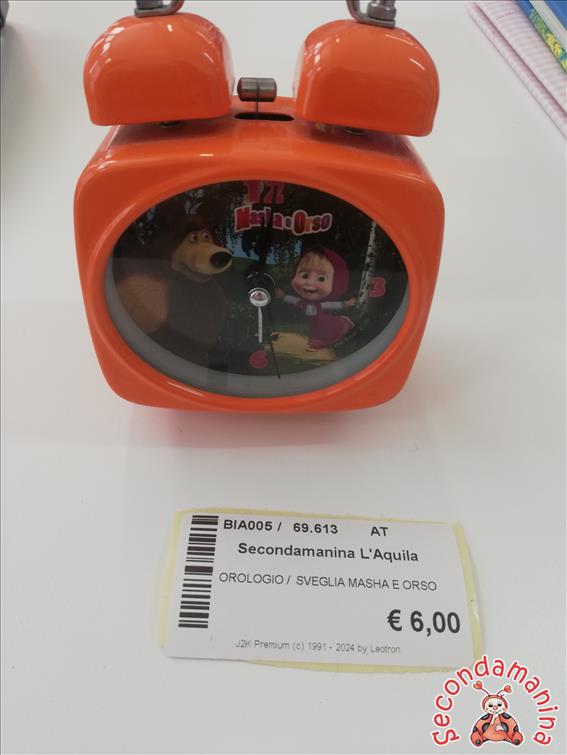 12
Masha e Orso
3
6
BIA005 / 69.613 AT
Secondamanina L'Aquila
OROLOGIO / SVEGLIA MASHA E ORSO
€ 6,00
J2K Premium (c) 1991 - 2024 by Leotron
Secondamanina